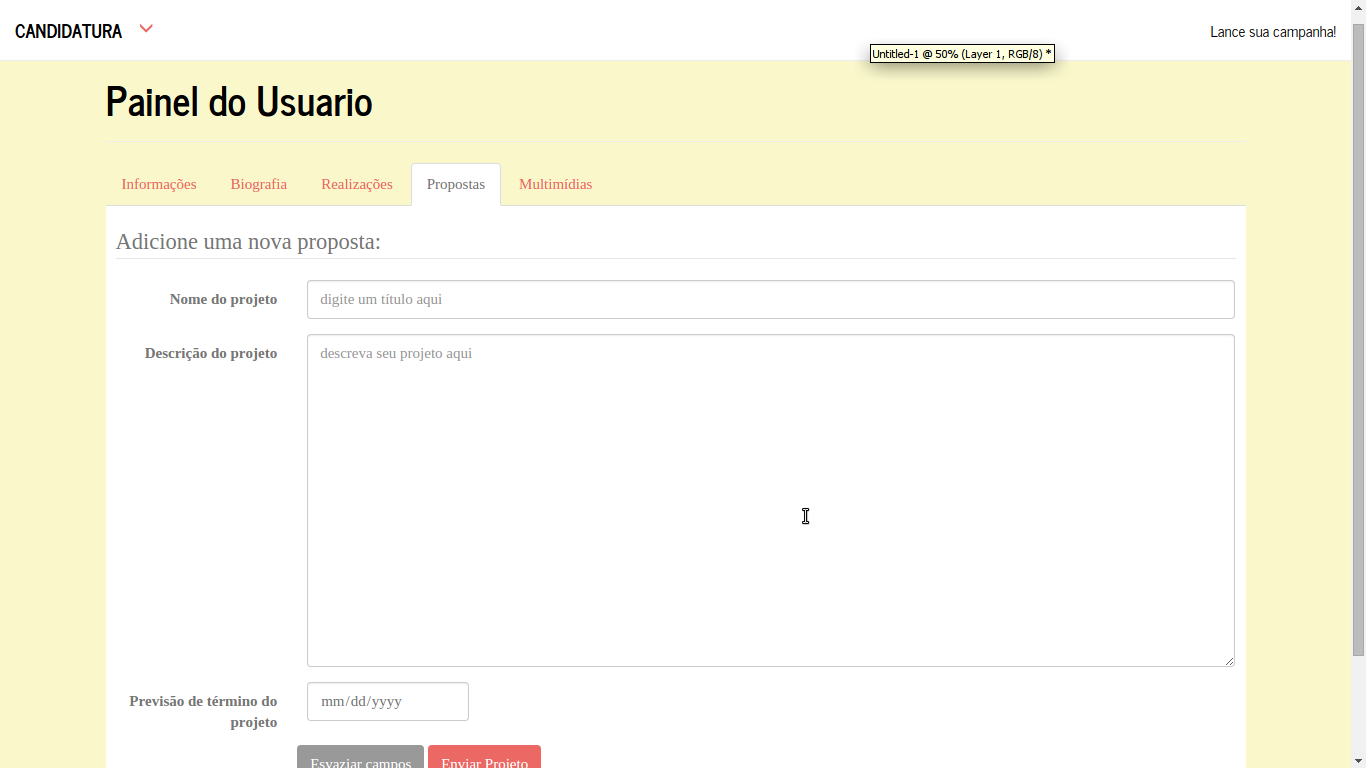 CANDIDATURA
Lance sua campanha!
Untitled-1 @ 50% (Layer 1, RGB/8) *
Painel do Usuario
Informações
Biografia
Realizações
Propostas
Multimídias
Adicione uma nova proposta:
Nome do projeto
digite um título aqui
Descrição do projeto
descreva seu projeto aqui
Previsão de término do
projeto
mm/dd/yyyy
Esvaziar campos
Enviar Projeto